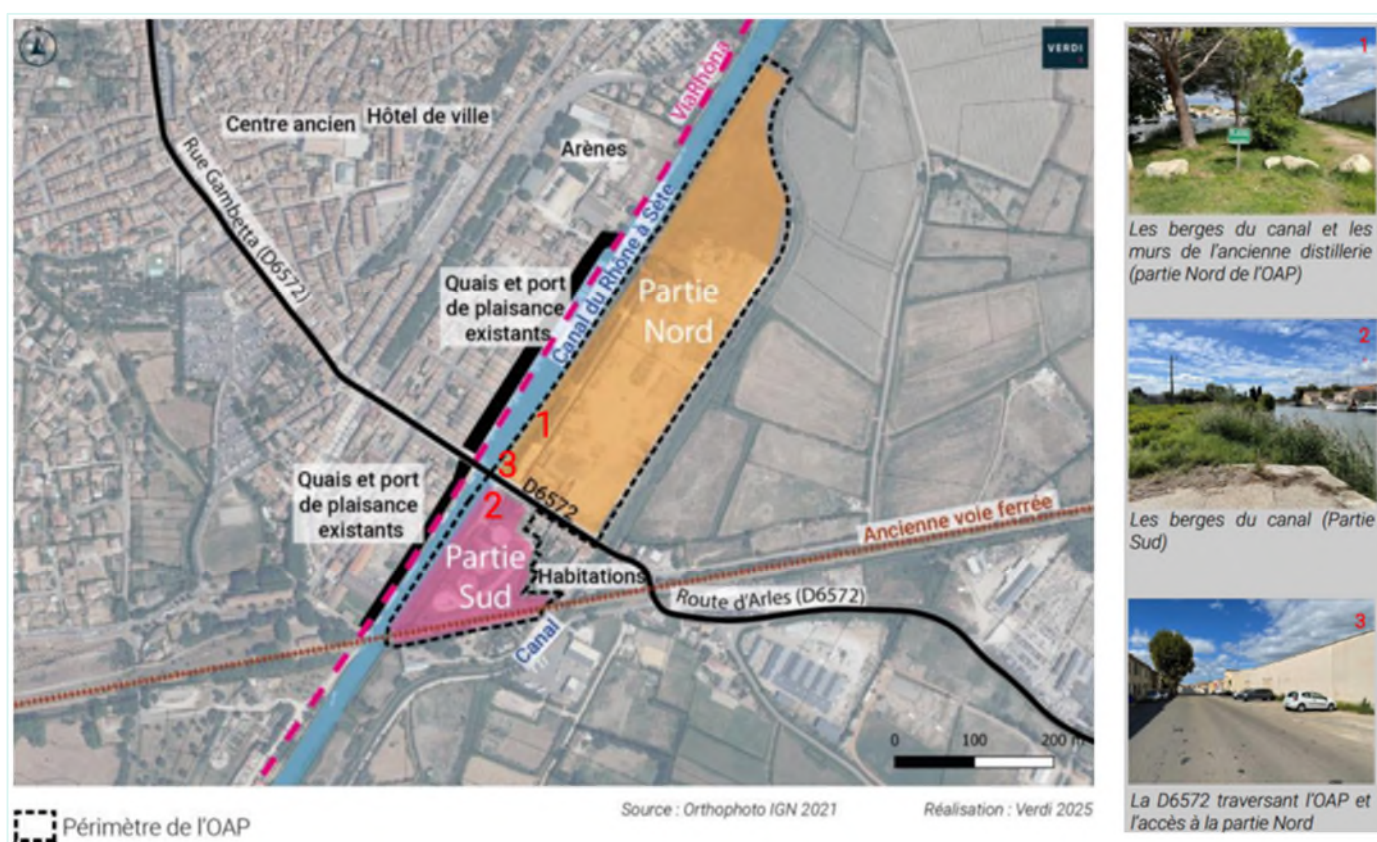 VERDI
ViaRhôna
Centre ancien
Hôtel de ville
Arènes
Rue Gambetta (D6572)
Canal du Rhône à Sète
Quais et port
de plaisance
existants
Partie
Nord
1
3
2
D6572
Quais et port
de plaisance
existants
Partie
Sud
Habitations
Ancienne voie ferrée
Route d'Arles (D6572)
Canal
0 100 200 m
Périmètre de l'OAP
Source : Orthophoto IGN 2021
Réalisation : Verdi 2025
1
Les berges du canal et les
murs de l'ancienne distillerie
(partie Nord de l'OAP)
2
Les berges du canal (Partie
Sud)
3
La D6572 traversant l'OAP et
l'accès à la partie Nord